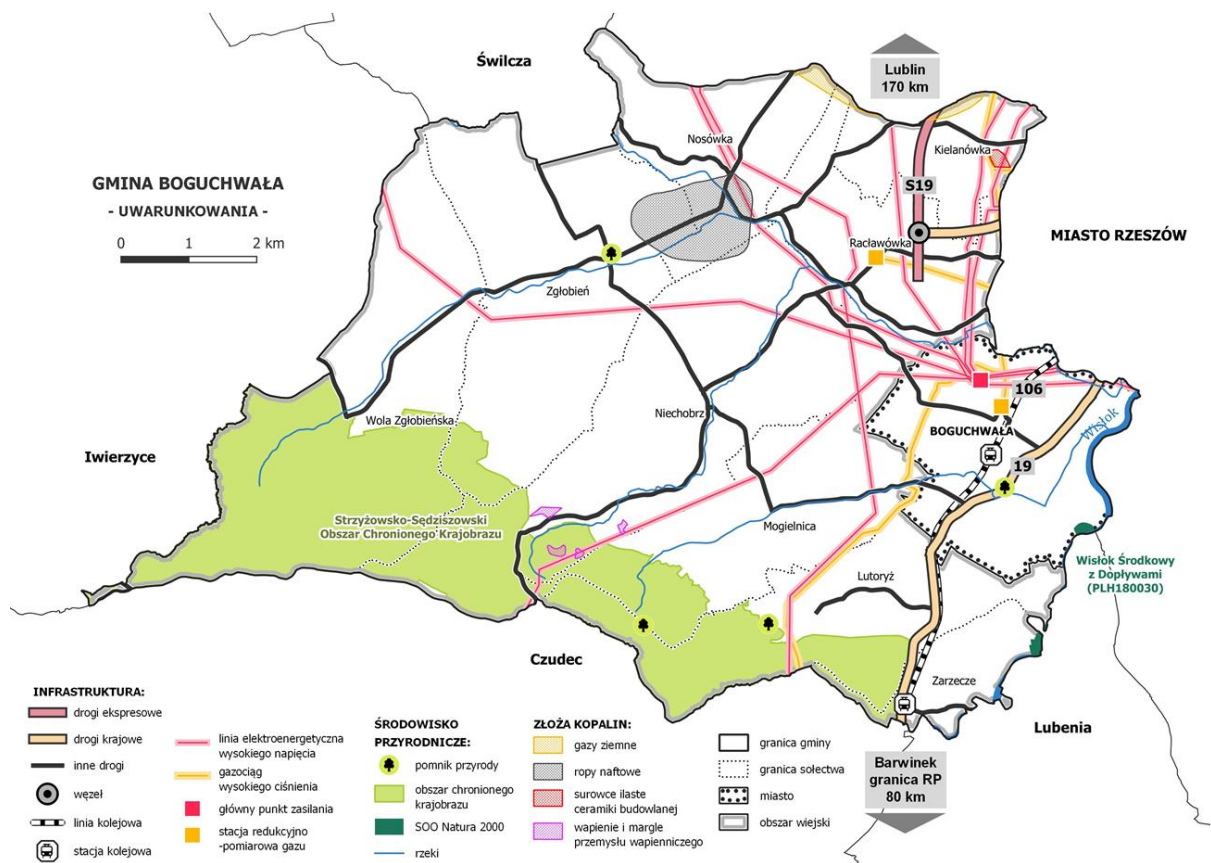 Świlcza
Lublin
170 km
Nosówka
Kielanówka
GMINA BOGUCHWAŁA
- UWARUNKOWANIA -
S19
0 1 2 km
Racławówka
MIASTO RZESZÓW
Zgłobień
106
Niechobrz
Wola Zgłobieńska
BOGUCHWAŁA
Wisłok
Iwierzyce
19
Strzyżowsko-Sędziszowski
Obszar Chronionego Krajobrazu
Mogielnica
Wisłok Środkowy
z Dopływami
(PLH180030)
Lutoryż
Czudec
Zarzecze
Lubenia
Barwinek
granica RP
80 km
INFRASTRUKTURA:
drogi ekspresowe
drogi krajowe
inne drogi
węzeł
linia kolejowa
stacja kolejowa
linia elektroenergetyczna
wysokiego napięcia
gazociąg
wysokiego ciśnienia
główny punkt zasilania
stacja redukcyjno
-pomiarowa gazu
ŚRODOWISKO
PRZYRODNICZE:
pomnik przyrody
obszar chronionego
krajobrazu
SOO Natura 2000
rzeki
ZŁOŻA KOPALIN:
gazy ziemne
ropy naftowe
surowce ilaste
ceramiki budowlanej
wapienie i margle
przemysłu wapienniczego
granica gminy
granica sołectwa
miasto
obszar wiejski